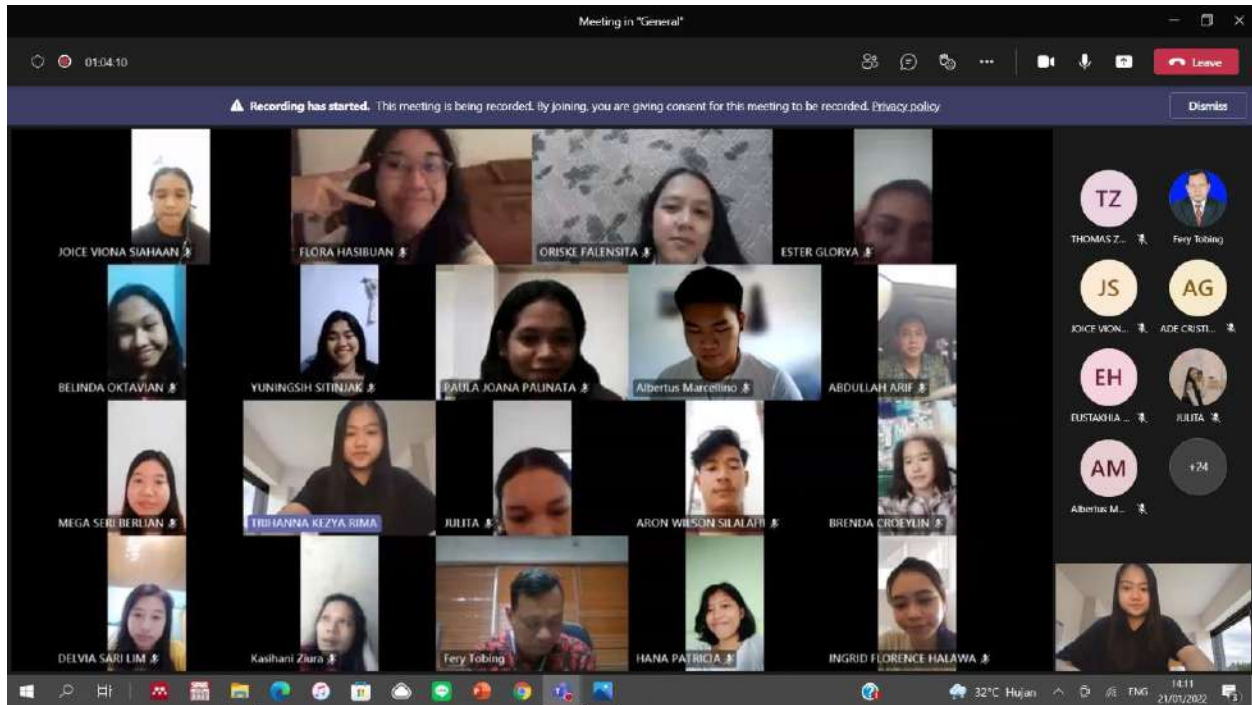 Meeting in "General"
01:04:10
Leave
Recording has started. This meeting is being recorded. By joining, you are giving consent for this meeting to be recorded. Privacy policy
Dismiss
JOICE VIONA SIAHAAN
FLORA HASIBUAN
ORISKE FALENSITA
ESTER GLORYA
BELINDA OKTAVIAN
YUNINGSIH SITINJAK
PAULA JOANA PALINATA
Albertus Marcellino
ABDULLAH ARIF
MEGA SERI BERLIAN
TRIHANNA KEZYA RIMA
JULITA
ARON WILSON SILALAHI
BRENDA CROEYLIN
DELVIA SARI LIM
Kasihani Ziura
Fery Tobing
HANA PATRICIA
INGRID FLORENCE HALAWA
TZ
THOMAS Z...
Fery Tobing
JS
JOICE VION...
AG
ADE CRISTI...
EH
EUSTAKHIA ...
JULITA
AM
Albertus M...
+24
32°C Hujan
ENG
14.11
21/01/2022